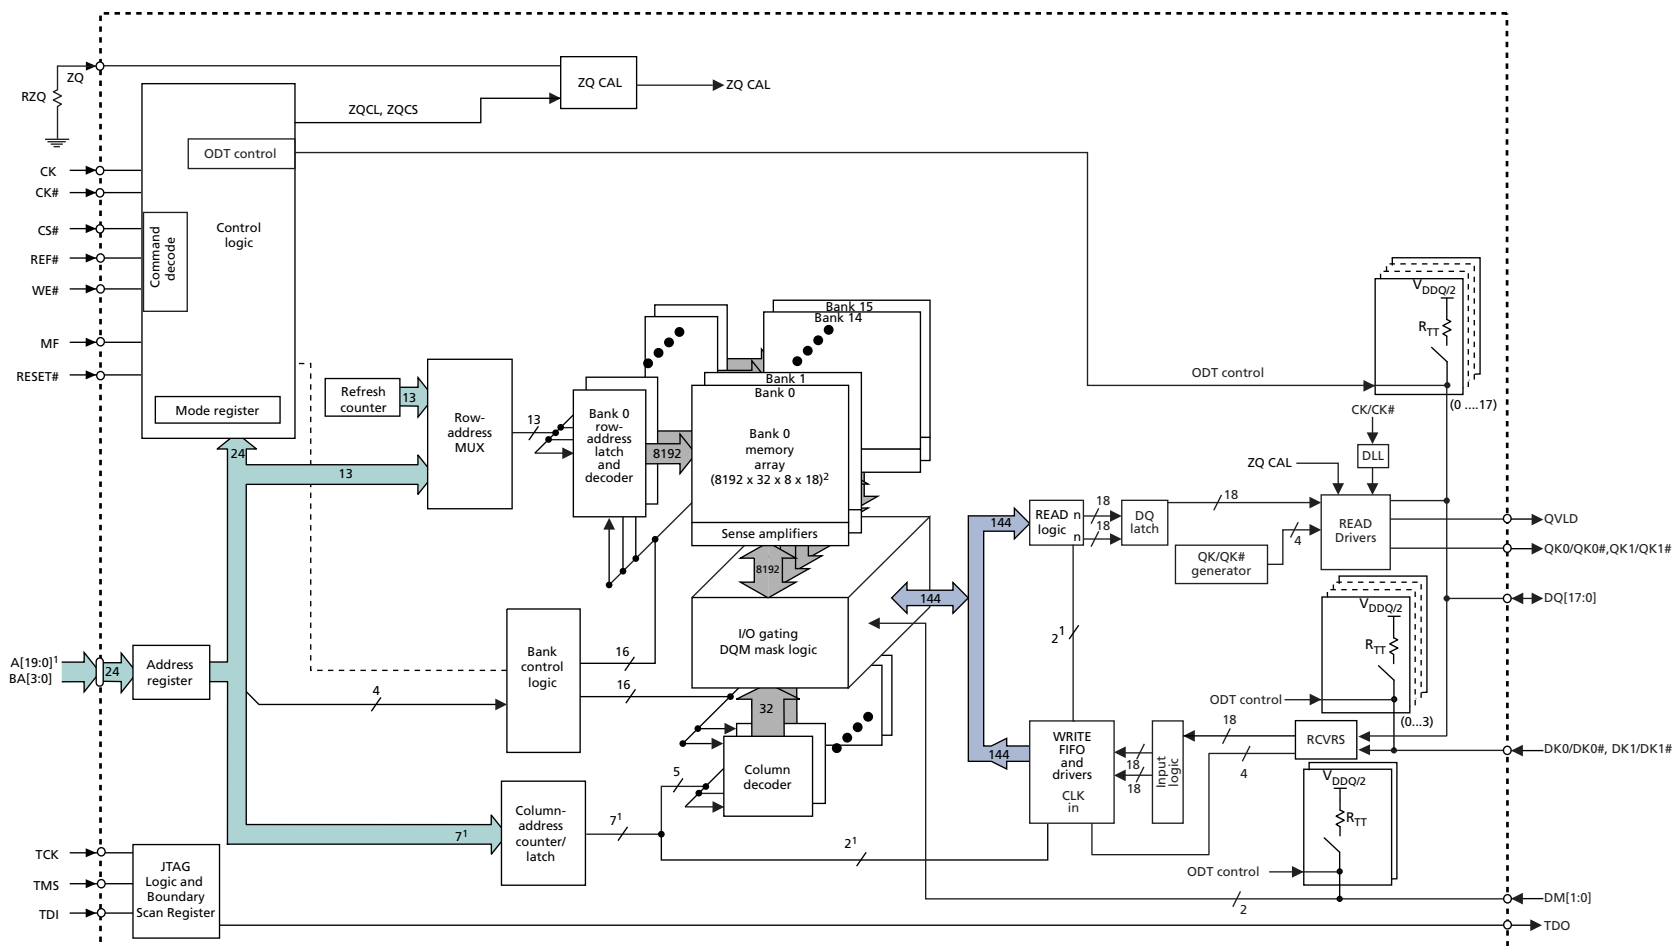 ZQ
RZQ
ZQ CAL
ZQ CAL
ZQCL, ZQCS
ODT control
CK
CK#
CS#
REF#
WE#
MF
RESET#
Command
decode
Control
logic
Mode register
Refresh
counter
13
Row-
address
MUX
13
24
13
Bank 0
row-
address
latch
and
decoder
8192
Bank 15
Bank 14
Bank 1
Bank 0
Bank 0
memory
array
(8192 x 32 x 8 x 18)²
Sense amplifiers
8192
ODT control
VDDQ/2
RTT
(0 ....17)
CK/CK#
DLL
ZQ CAL
144
READ
logic
n
n
18
18
DQ
latch
18
READ
Drivers
4
QK/QK#
generator
QVLD
QK0/QK0#,QK1/QK1#
DQ[17:0]
144
2¹
I/O gating
DQM mask logic
VDDQ/2
RTT
ODT control
(0...3)
A[19:0]¹
BA[3:0]
24
Address
register
4
Bank
control
logic
16
16
32
Column
decoder
5
144
WRITE
FIFO
and
drivers
CLK
in
18
18
Input
logic
18
4
RCVRS
DK0/DK0#, DK1/DK1#
VDDQ/2
RTT
ODT control
7¹
Column-
address
counter/
latch
7¹
2¹
2
DM[1:0]
TCK
TMS
TDI
JTAG
Logic and
Boundary
Scan Register
TDO